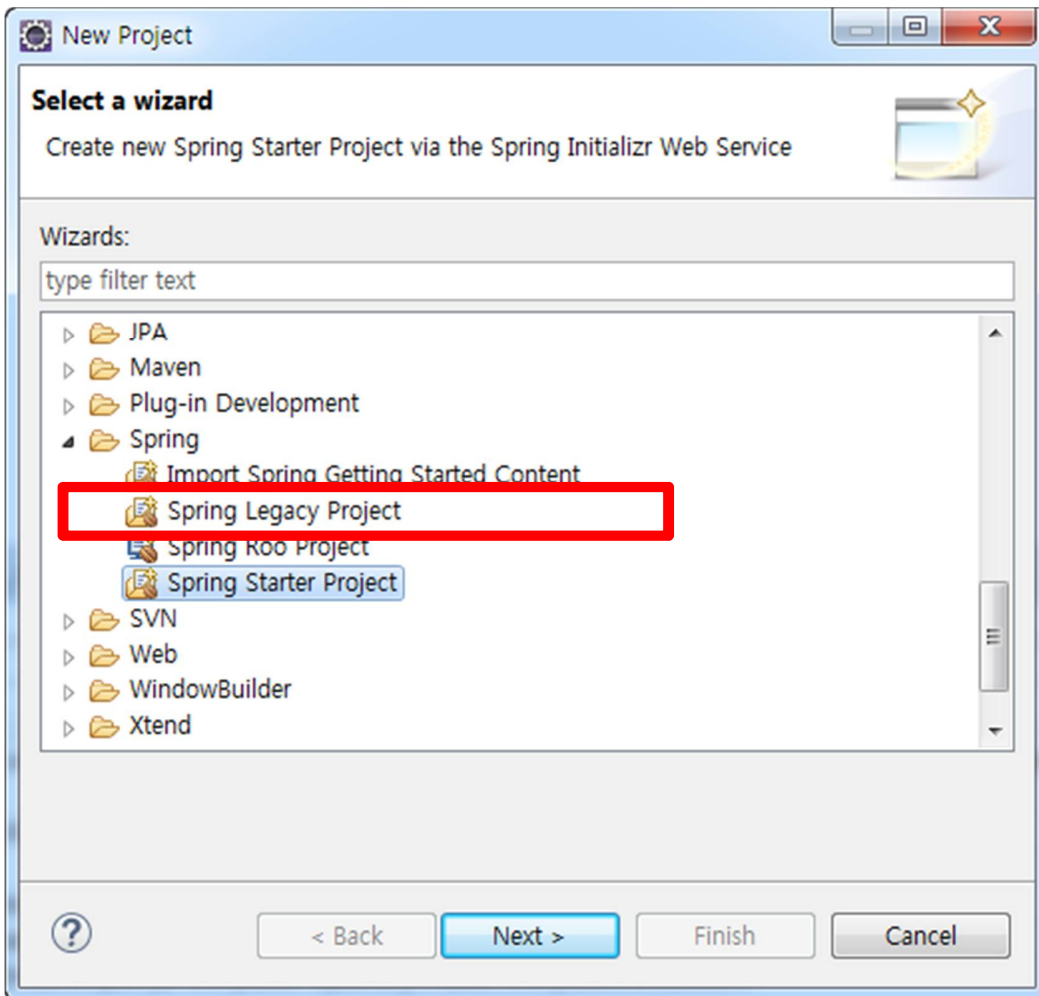 New Project
Select a wizard
Create new Spring Starter Project via the Spring Initializr Web Service
Wizards:
type filter text
JPA
Maven
Plug-in Development
Spring
Import Spring Getting Started Content
Spring Legacy Project
Spring Roo Project
Spring Starter Project
SVN
Web
WindowBuilder
Xtend
?
< Back
Next >
Finish
Cancel